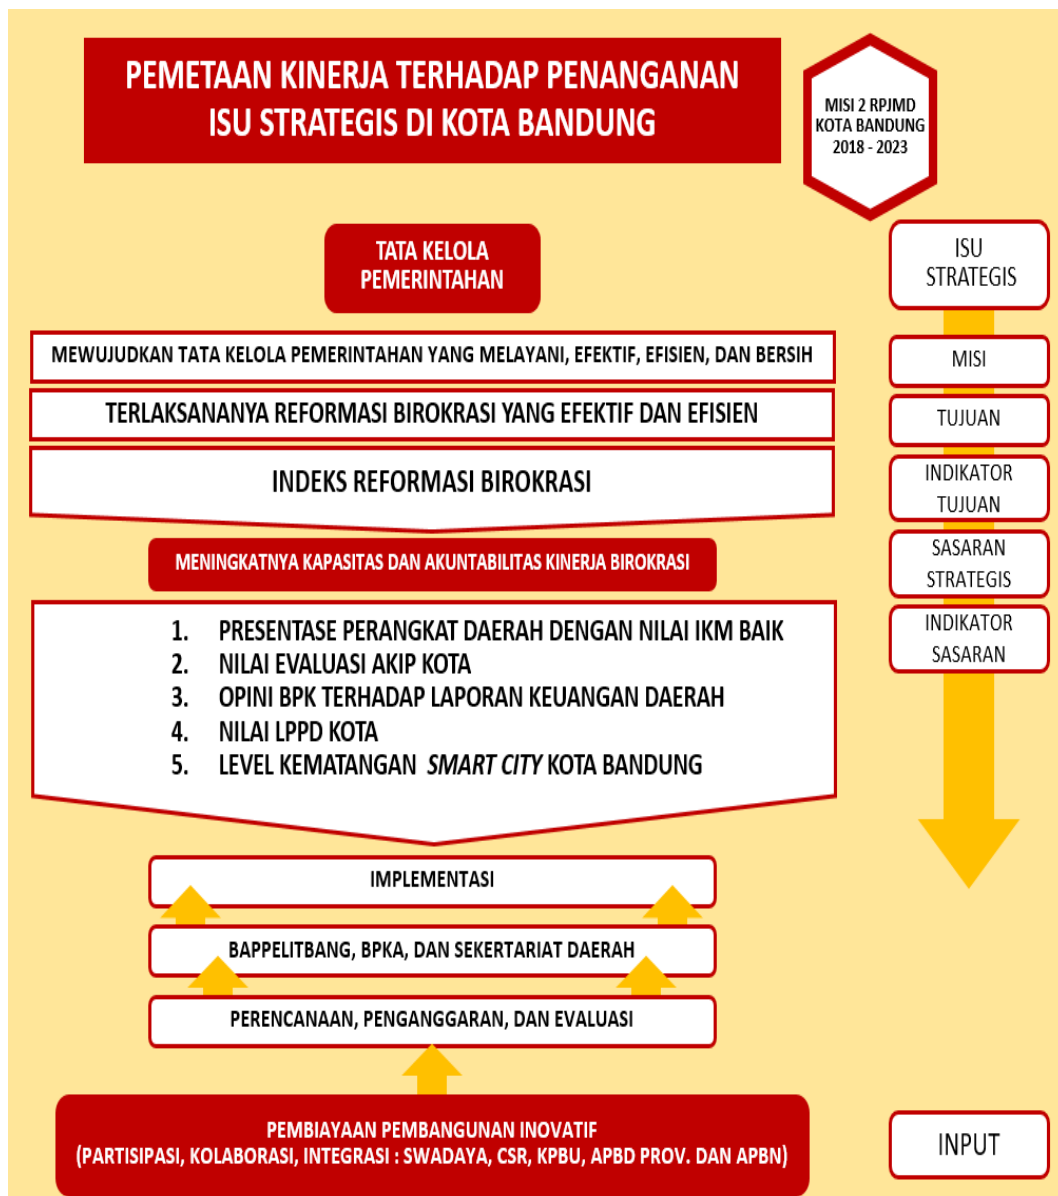 PEMETAAN KINERJA TERHADAP PENANGANAN
ISU STRATEGIS DI KOTA BANDUNG
MISI 2 RPJMD
KOTA BANDUNG
2018 - 2023
TATA KELOLA
PEMERINTAHAN
ISU
STRATEGIS
MEWUJUDKAN TATA KELOLA PEMERINTAHAN YANG MELAYANI, EFEKTIF, EFISIEN, DAN BERSIH
MISI
TERLAKSANANYA REFORMASI BIROKRASI YANG EFEKTIF DAN EFISIEN
TUJUAN
INDEKS REFORMASI BIROKRASI
INDIKATOR
TUJUAN
MENINGKATNYA KAPASITAS DAN AKUNTABILITAS KINERJA BIROKRASI
SASARAN
STRATEGIS
1. PRESENTASE PERANGKAT DAERAH DENGAN NILAI IKM BAIK
2. NILAI EVALUASI AKIP KOTA
3. OPINI BPK TERHADAP LAPORAN KEUANGAN DAERAH
4. NILAI LPPD KOTA
5. LEVEL KEMATANGAN SMART CITY KOTA BANDUNG
INDIKATOR
SASARAN
IMPLEMENTASI
BAPPELITBANG, BPKA, DAN SEKERTARIAT DAERAH
PERENCANAAN, PENGANGGARAN, DAN EVALUASI
PEMBIAYAAN PEMBANGUNAN INOVATIF
(PARTISIPASI, KOLABORASI, INTEGRASI : SWADAYA, CSR, KPBU, APBD PROV. DAN APBN)
INPUT